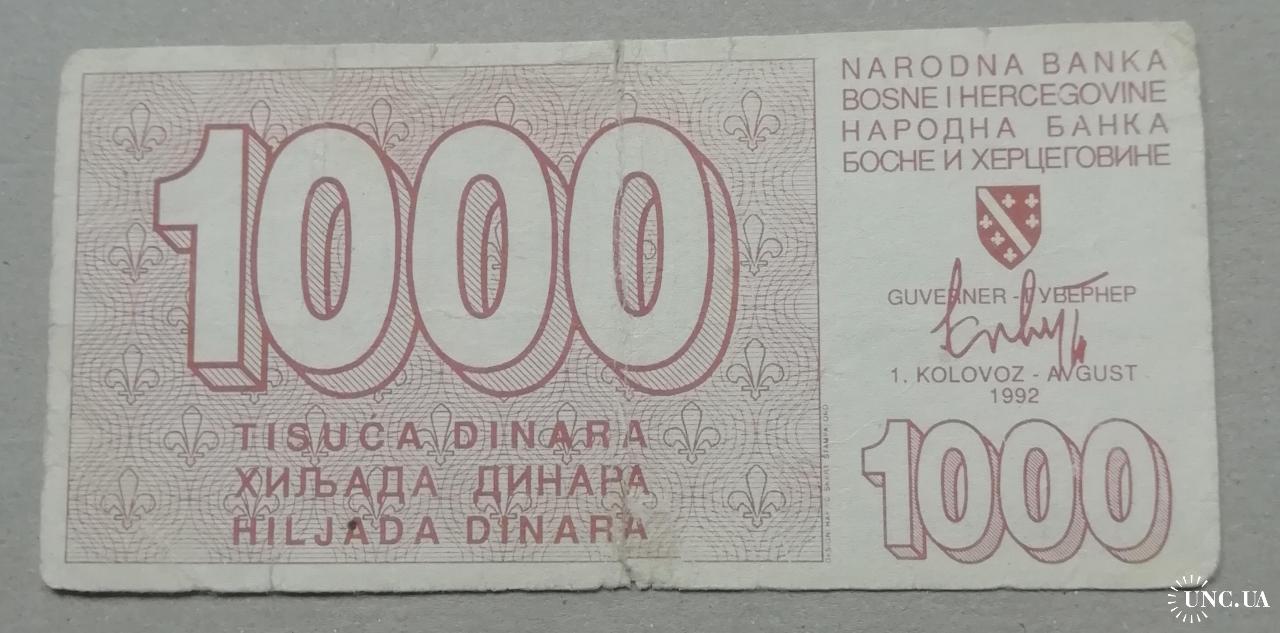 1000
TISUĆA DINARA
ХИЉАДА ДИНАРА
HILJADA DINARA
NARODNA BANKA
BOSNE I HERCEGOVINE
НАРОДНА БАНКА
БОСНЕ И ХЕРЦЕГОВИНЕ
GUVERNER - ГУВЕРНЕР
1. KOLOVOZ - AVGUST
1992
1000
UNC.UA